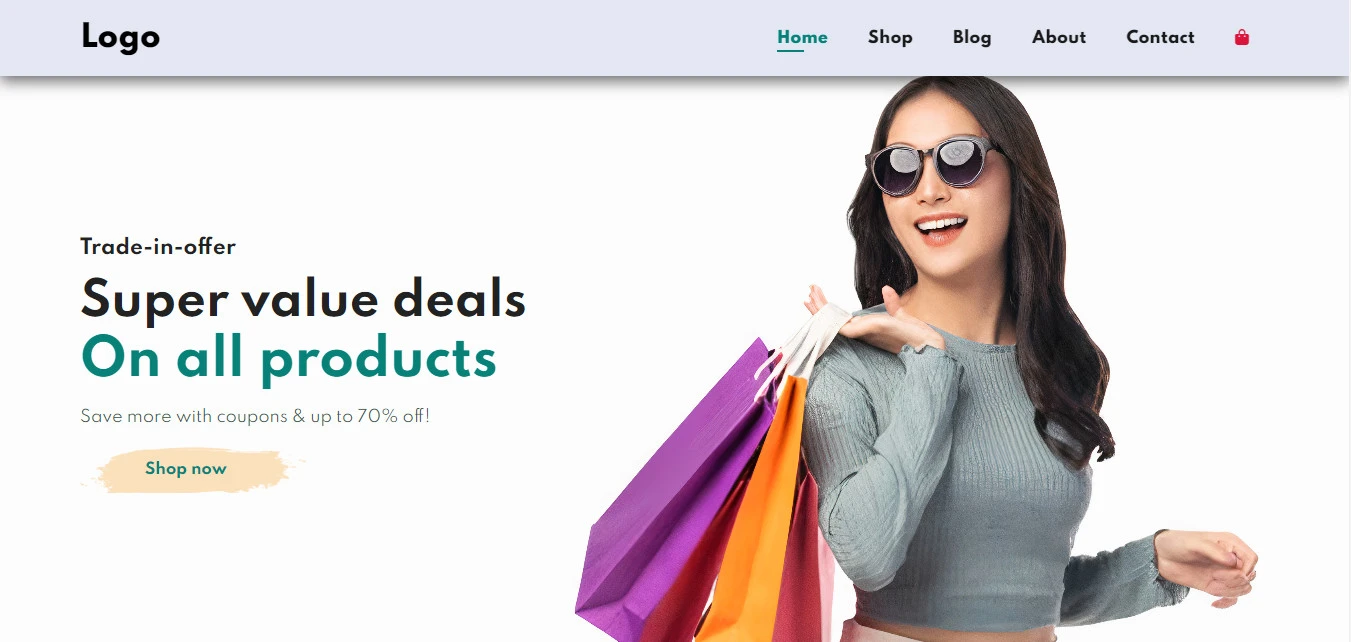 Logo
Home Shop Blog About Contact
Trade-in-offer
Super value deals
On all products
Save more with coupons & up to 70% off!
Shop now